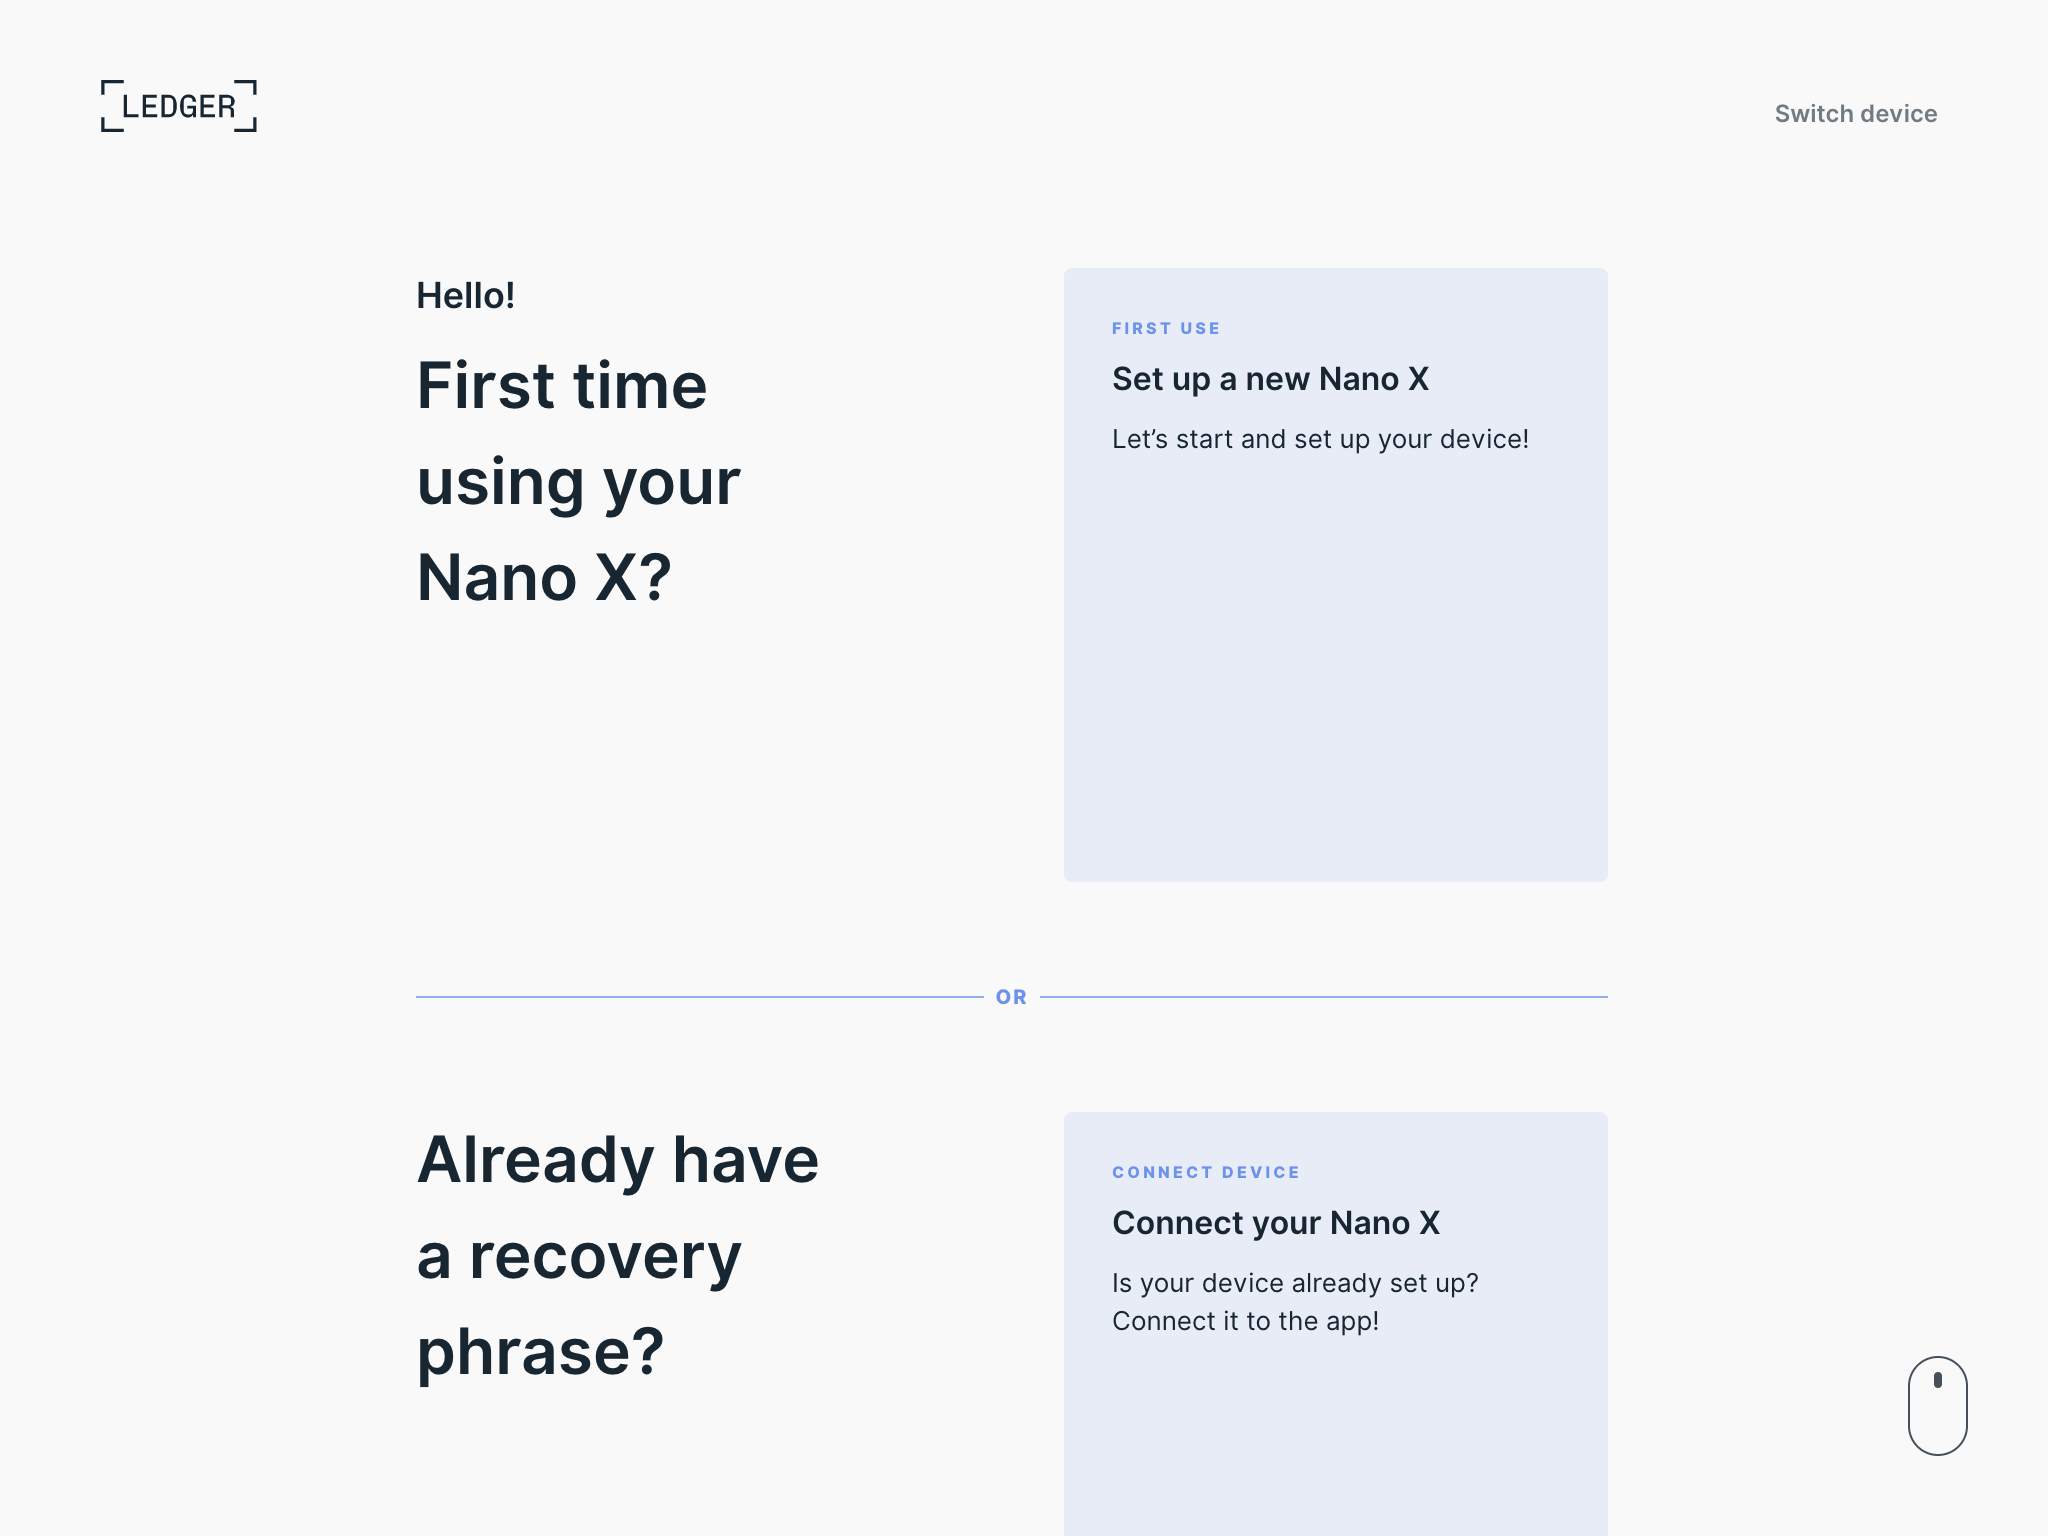 LEDGER
Switch device
Hello!
First time
using your
Nano X?
FIRST USE
Set up a new Nano X
Let’s start and set up your device!
OR
Already have
a recovery
phrase?
CONNECT DEVICE
Connect your Nano X
Is your device already set up?
Connect it to the app!